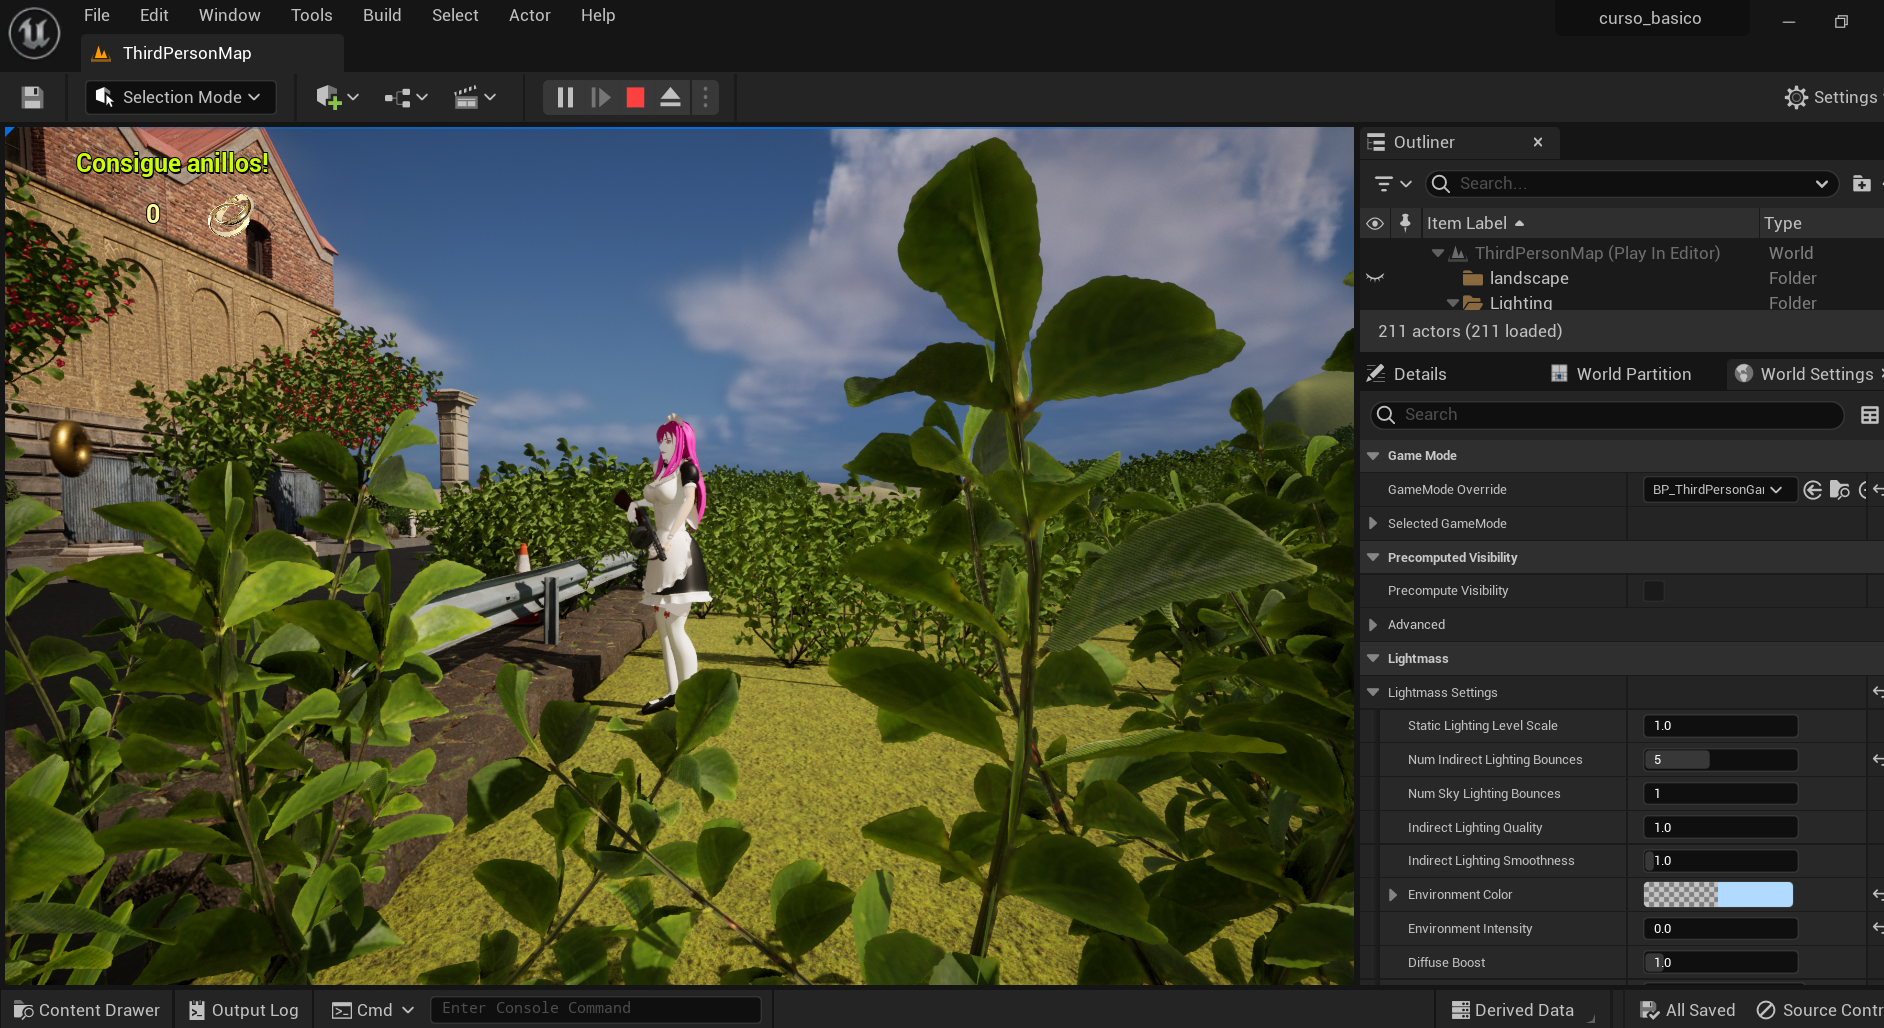 File Edit Window Tools Build Select Actor Help
curso_basico
ThirdPersonMap
Selection Mode
Settings
Consigue anillos!
0
Outliner
Search...
Item Label Type
ThirdPersonMap (Play In Editor) World
landscape Folder
Lighting Folder
211 actors (211 loaded)
Details World Partition World Settings
Search
Game Mode
GameMode Override BP_ThirdPersonGa
Selected GameMode
Precomputed Visibility
Precompute Visibility
Advanced
Lightmass
Lightmass Settings
Static Lighting Level Scale 1.0
Num Indirect Lighting Bounces 5
Num Sky Lighting Bounces 1
Indirect Lighting Quality 1.0
Indirect Lighting Smoothness 1.0
Environment Color
Environment Intensity 0.0
Diffuse Boost 1.0
Content Drawer Output Log Cmd Enter Console Command Derived Data All Saved Source Contr